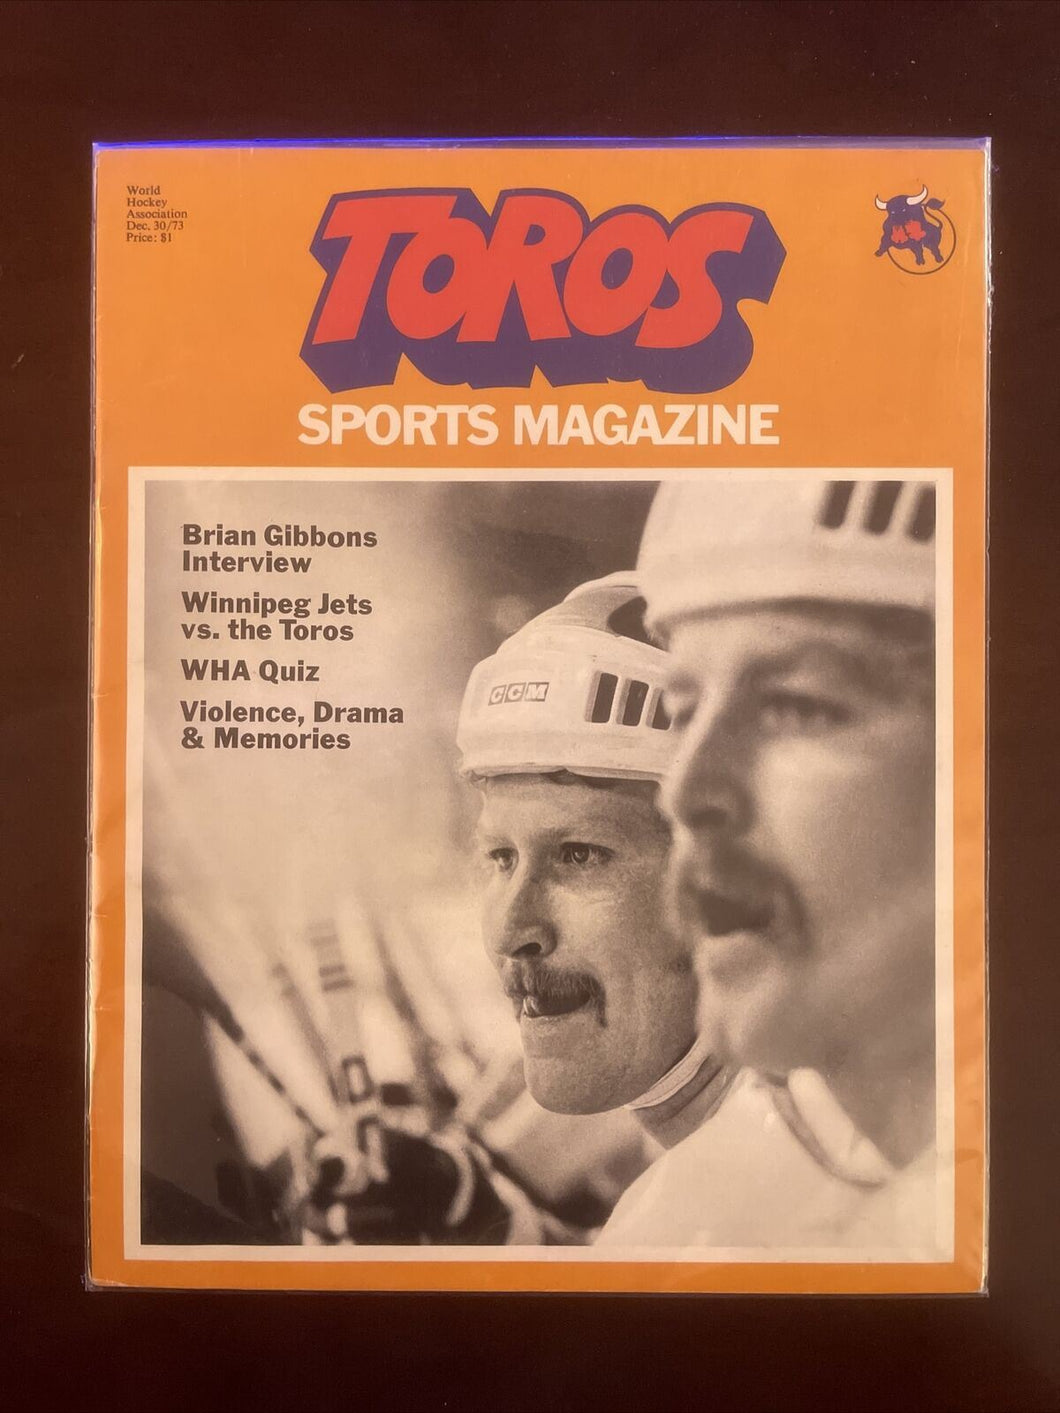 World
Hockey
Association
Dec. 30/73
Price: $1
TOROS
SPORTS MAGAZINE
Brian Gibbons
Interview
Winnipeg Jets
vs. the Toros
WHA Quiz
Violence, Drama
& Memories
CCM